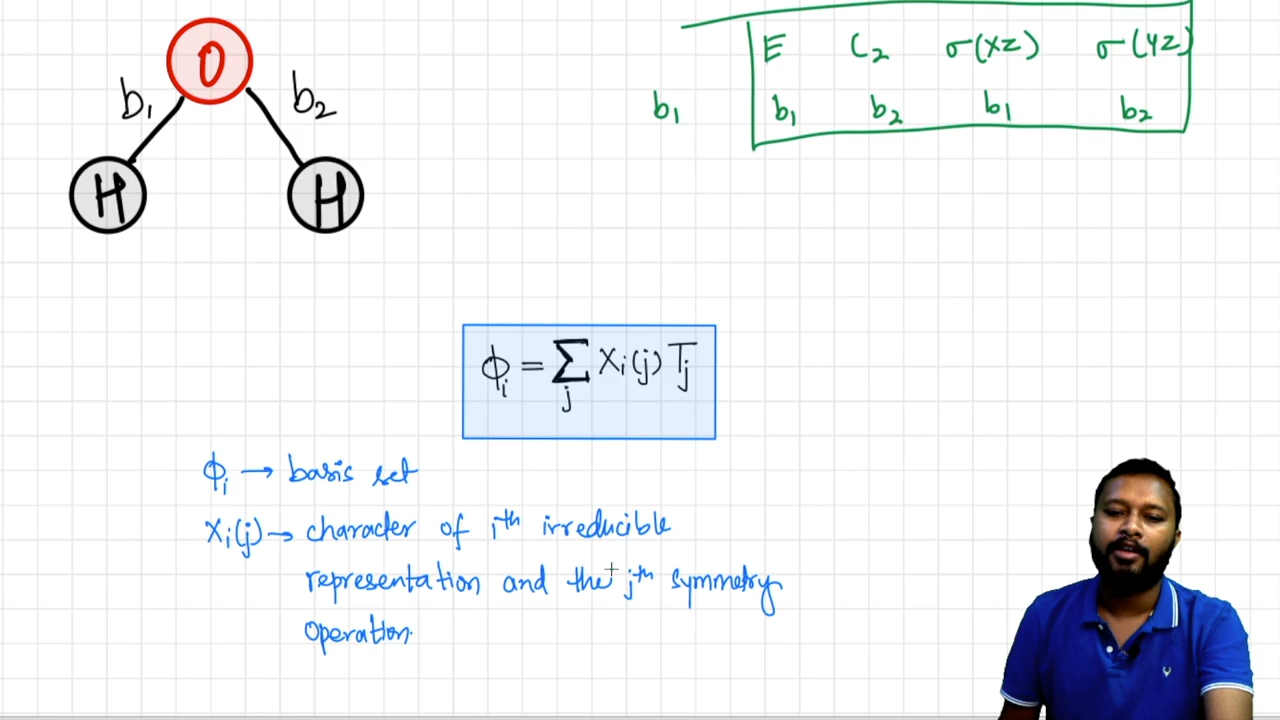 O
b₁ b₂
H H
E C₂ σ(xz) σ(yz)
b₁ b₁ b₂ b₁ b₂
ϕᵢ = ∑ⱼ χᵢ(j) Tⱼ
ϕᵢ → basis set
χᵢ(j) → character of iᵗʰ irreducible
representation and the jᵗʰ symmetry
operation.